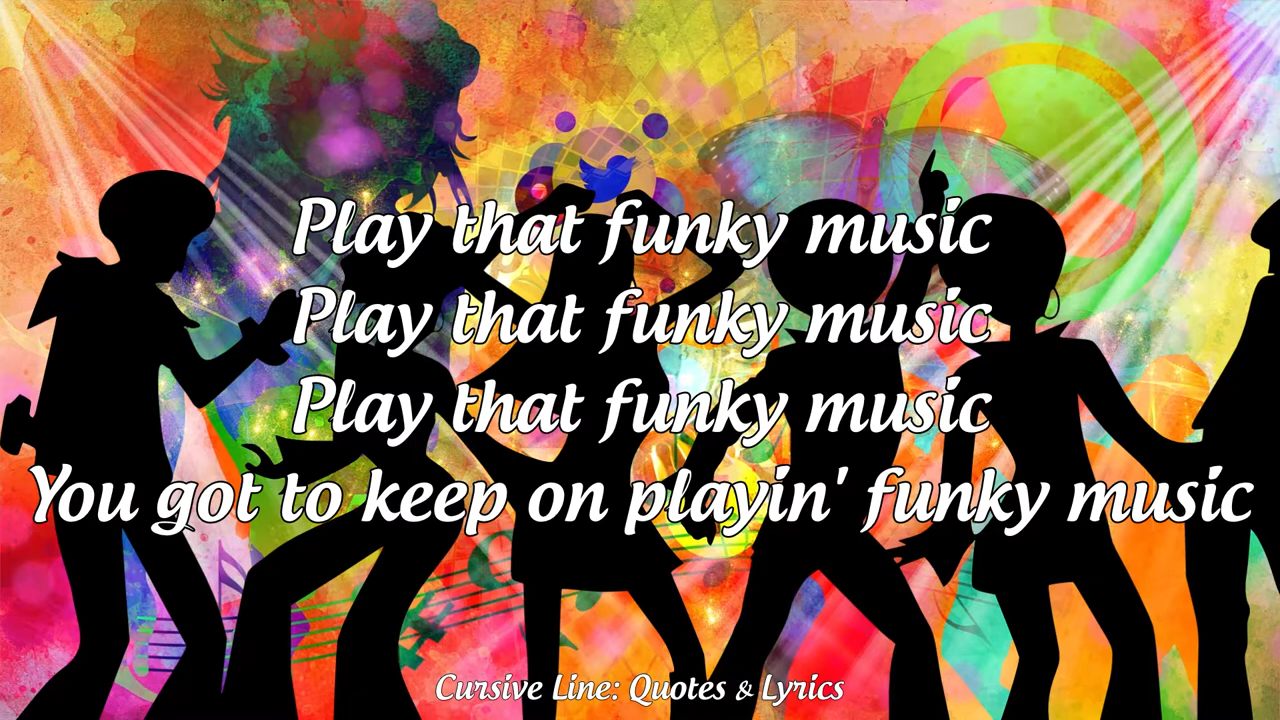 Play that funky music
Play that funky music
Play that funky music
You got to keep on playin' funky music
Cursive Line: Quotes & Lyrics